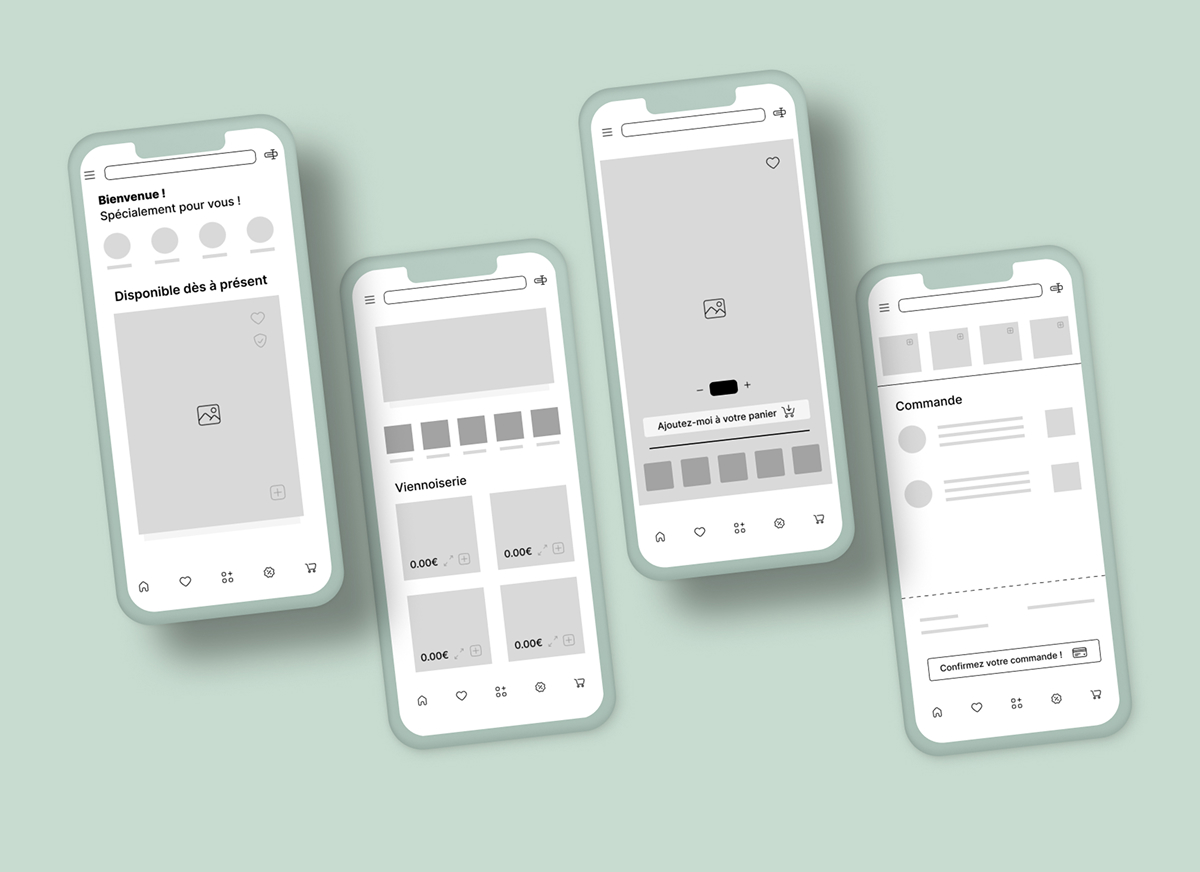 Bienvenue !
Spécialement pour vous !
Disponible dès à présent
Viennoiserie
0.00€
0.00€
0.00€
0.00€
Ajoutez-moi à votre panier
Commande
Confirmez votre commande !